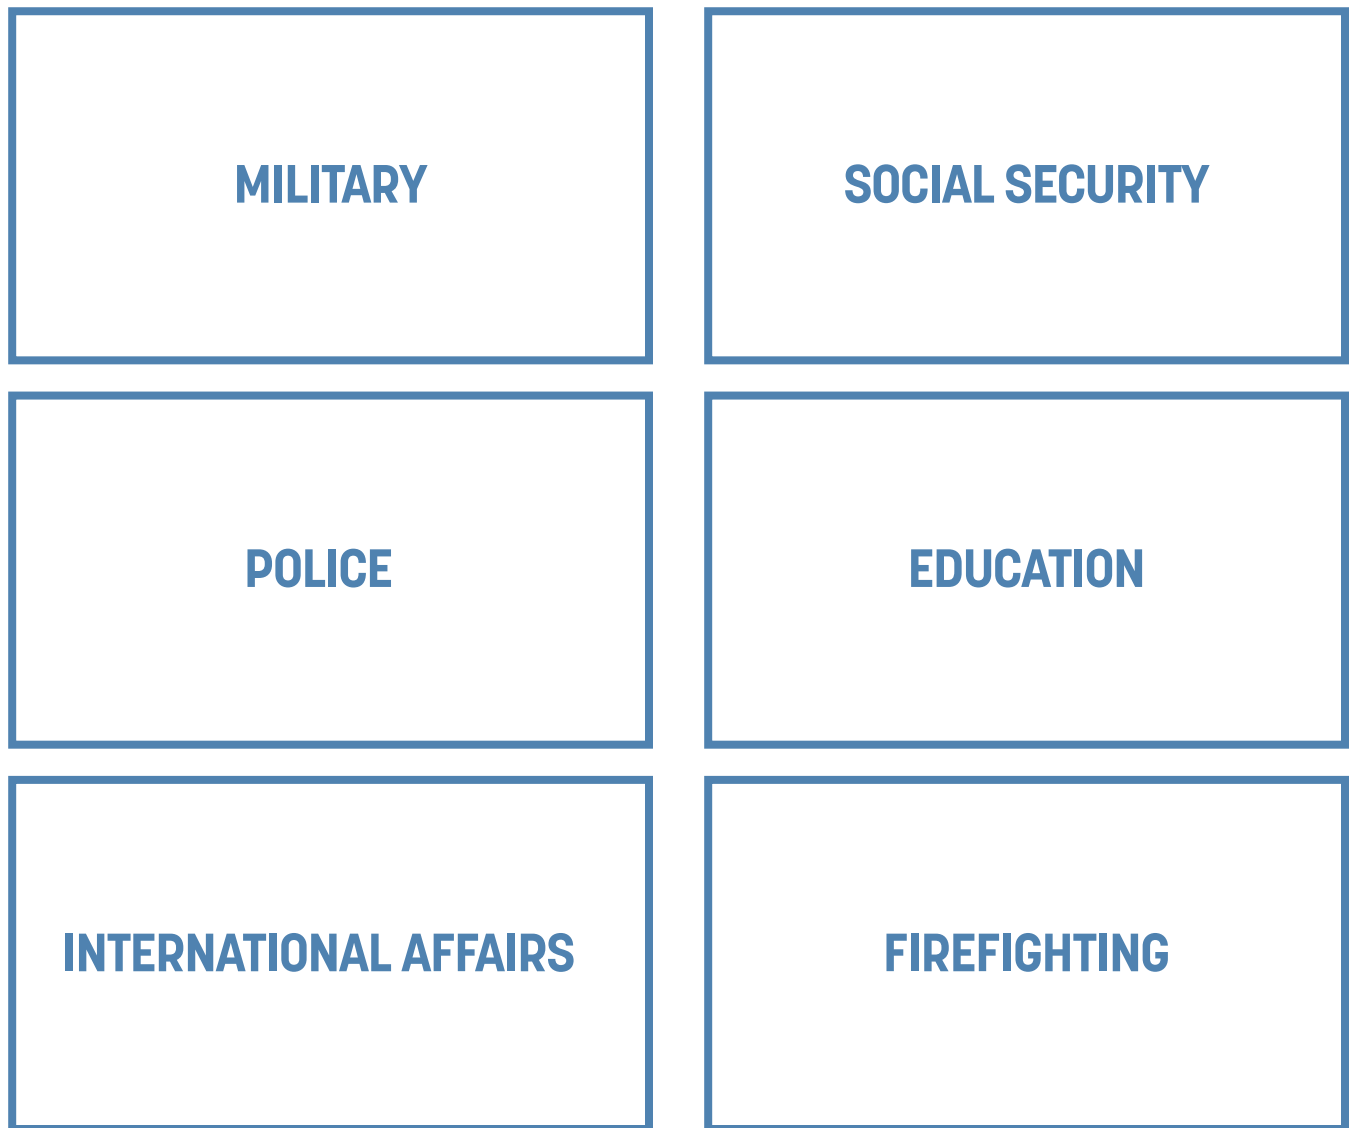 MILITARY
SOCIAL SECURITY
POLICE
EDUCATION
INTERNATIONAL AFFAIRS
FIREFIGHTING